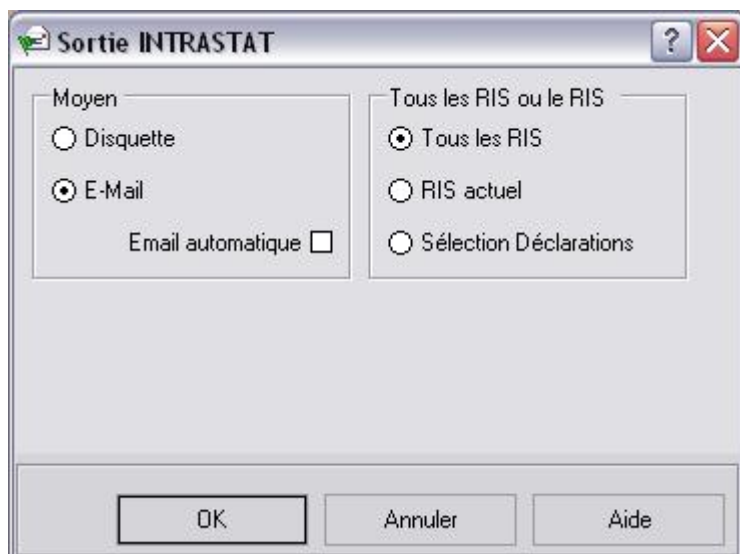 Sortie INTRASTAT
Moyen
Disquette
E-Mail
Email automatique
Tous les RIS ou le RIS
Tous les RIS
RIS actuel
Sélection Déclarations
OK
Annuler
Aide